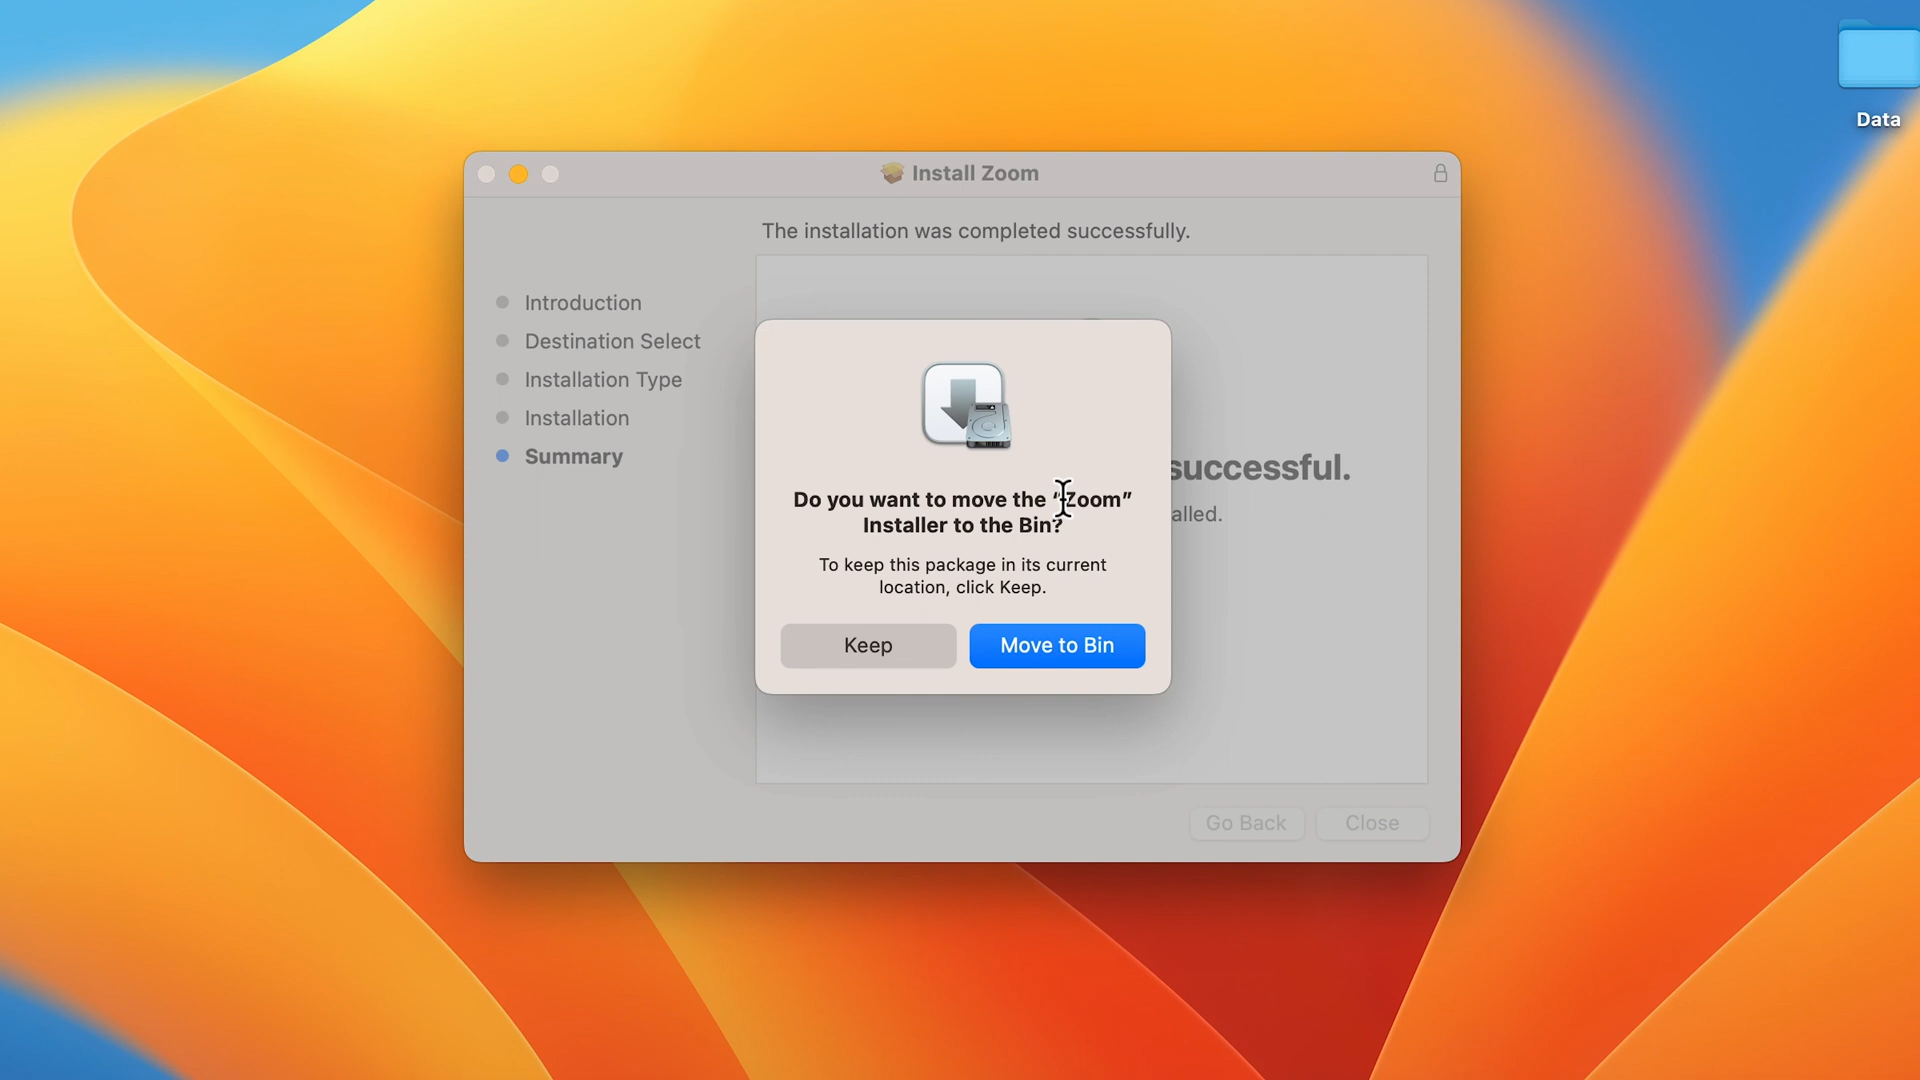 Data
Install Zoom
The installation was completed successfully.
Introduction
Destination Select
Installation Type
Installation
Summary
successful.
alled.
Do you want to move the “Zoom”
Installer to the Bin?
To keep this package in its current
location, click Keep.
Keep
Move to Bin
Go Back
Close